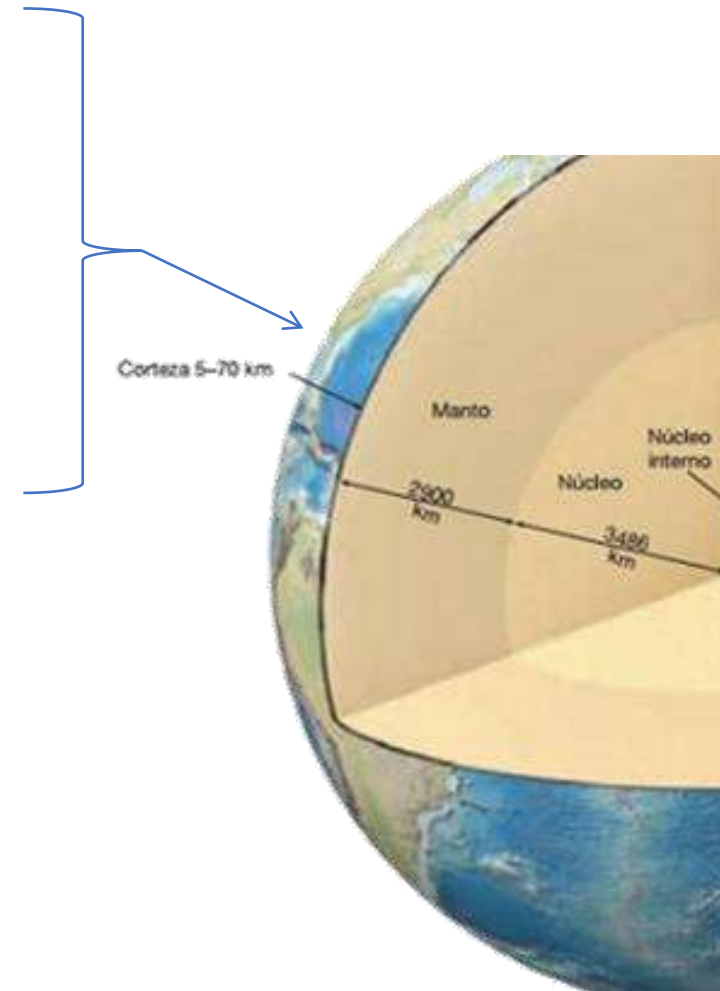 Corteza 5–70 km
Manto
Núcleo
interno
Núcleo
2900
km
3486
km